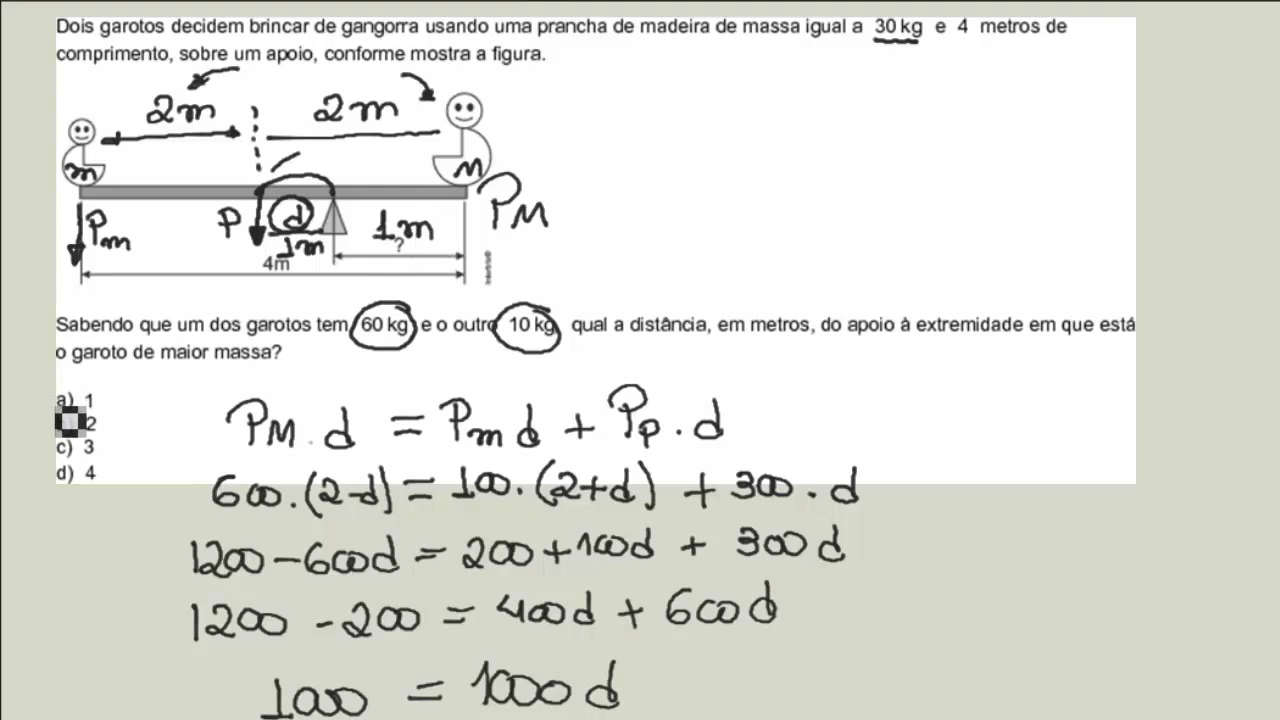 Dois garotos decidem brincar de gangorra usando uma prancha de madeira de massa igual a 30 kg e 4 metros de
comprimento, sobre um apoio, conforme mostra a figura.
2m 2m
m M
Pm P d 1m PM
1m ?
4m
Sabendo que um dos garotos tem 60 kg e o outro 10 kg, qual a distância, em metros, do apoio à extremidade em que está
o garoto de maior massa?
a) 1
2
c) 3
d) 4
PM . d = Pm d + Pp . d
600.(2-d) = 100.(2+d) + 300.d
1200-600d = 200+100d + 300d
1200 - 200 = 400d + 600d
1000 = 1000d